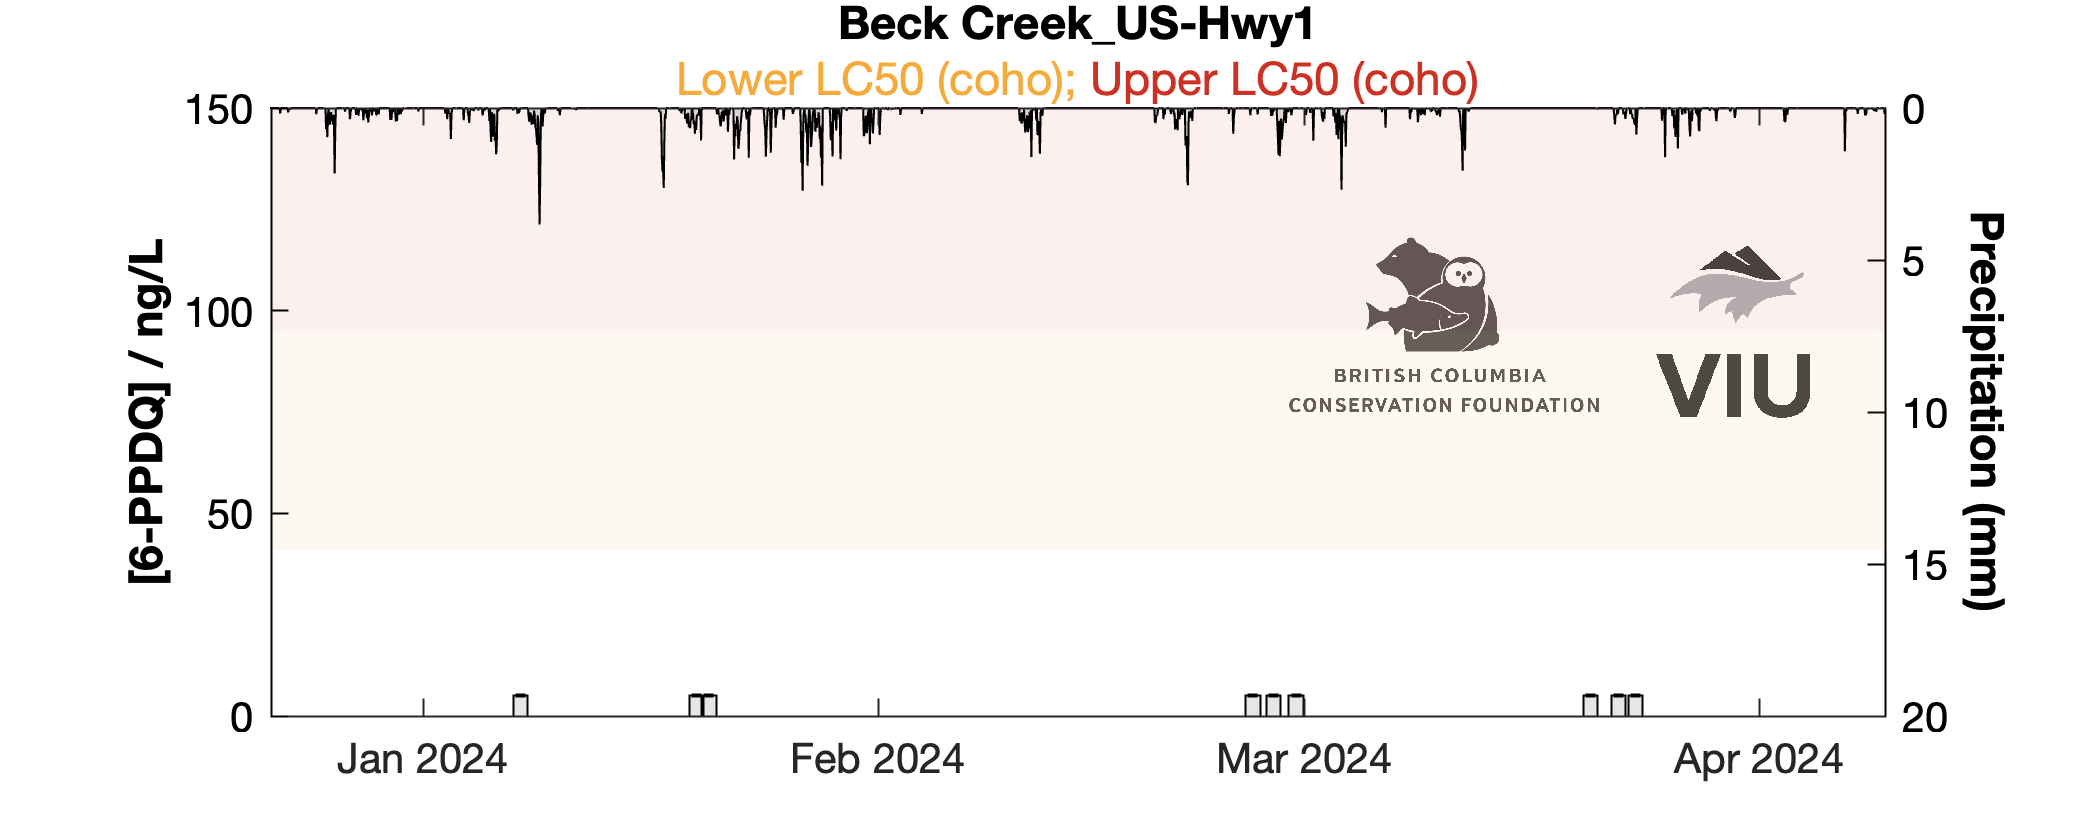 Beck Creek_US-Hwy1
Lower LC50 (coho); Upper LC50 (coho)
150
100
50
0
[6-PPDQ] / ng/L
0
5
10
15
20
Precipitation (mm)
BRITISH COLUMBIA
CONSERVATION FOUNDATION
VIU
Jan 2024
Feb 2024
Mar 2024
Apr 2024